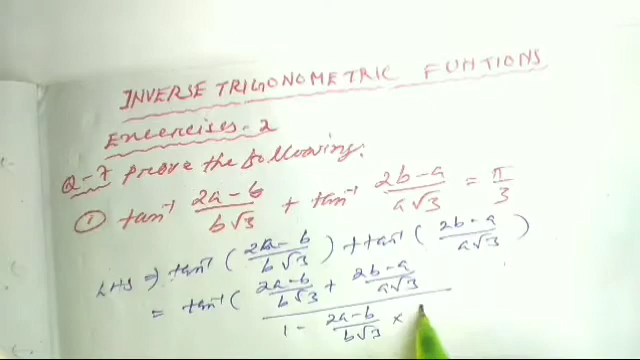 INVERSE TRIGONOMETRIC FUNTIONS
Excercises-2
Q-7 Prove the following:
① tan⁻¹ (2a-b)/(b√3) + tan⁻¹ (2b-a)/(a√3) = π/3
LHS ⇒ tan⁻¹ ( (2a-b)/(b√3) ) + tan⁻¹ ( (2b-a)/(a√3) )
= tan⁻¹ ( ( (2a-b)/(b√3) + (2b-a)/(a√3) ) / ( 1 - (2a-b)/(b√3) ×